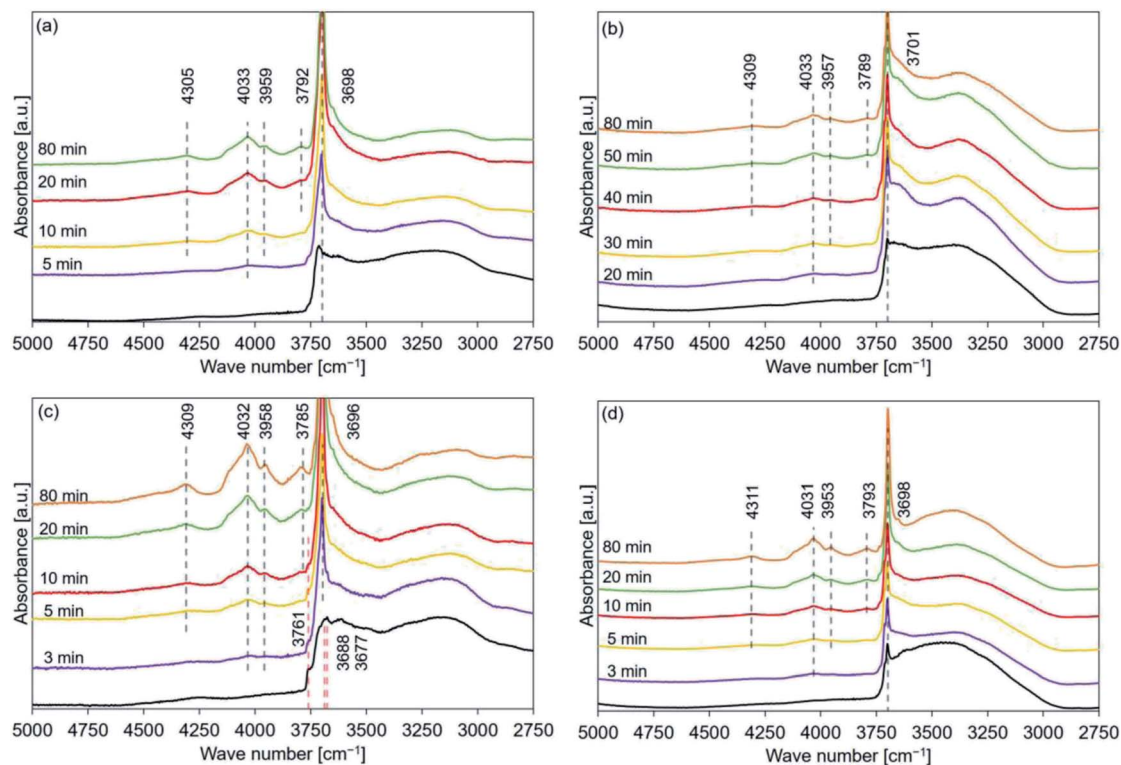 (a)
4305
4033
3959
3792
3698
80 min
20 min
10 min
5 min
Absorbance [a.u.]
5000 4750 4500 4250 4000 3750 3500 3250 3000 2750
Wave number [cm⁻¹]
(b)
4309
4033
3957
3789
3701
80 min
50 min
40 min
30 min
20 min
Absorbance [a.u.]
5000 4750 4500 4250 4000 3750 3500 3250 3000 2750
Wave number [cm⁻¹]
(c)
4309
4032
3958
3785
3696
80 min
20 min
10 min
5 min
3 min
3761
3688
3677
Absorbance [a.u.]
5000 4750 4500 4250 4000 3750 3500 3250 3000 2750
Wave number [cm⁻¹]
(d)
4311
4031
3953
3793
3698
80 min
20 min
10 min
5 min
3 min
Absorbance [a.u.]
5000 4750 4500 4250 4000 3750 3500 3250 3000 2750
Wave number [cm⁻¹]